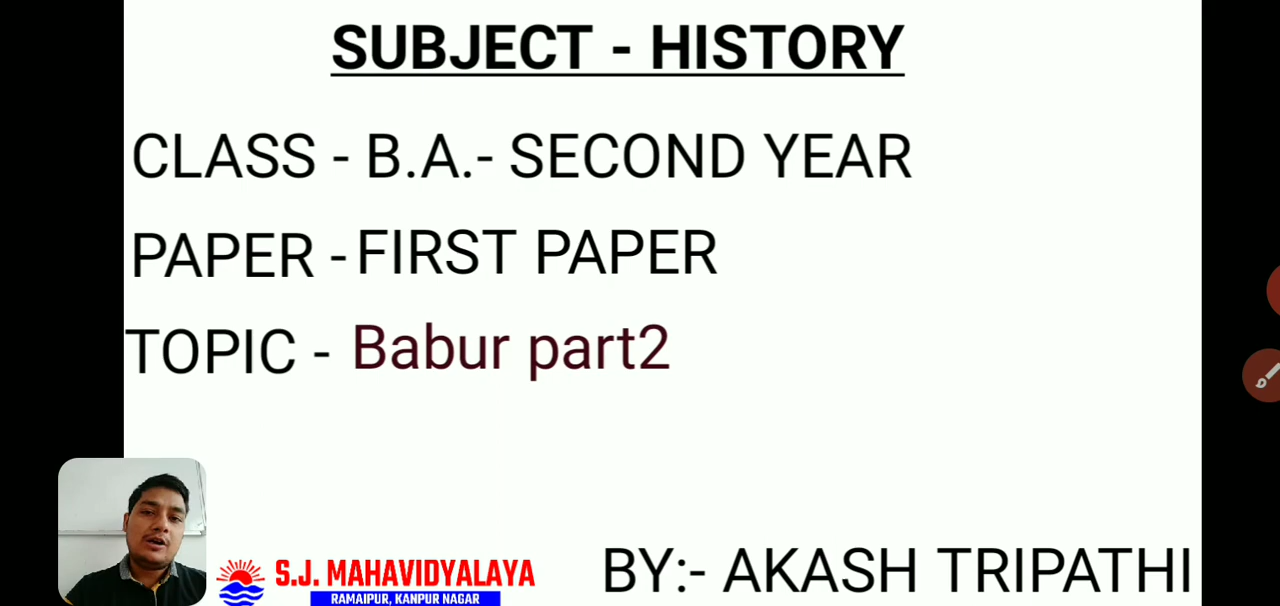 SUBJECT - HISTORY
CLASS - B.A.- SECOND YEAR
PAPER - FIRST PAPER
TOPIC - Babur part2
S.J. MAHAVIDYALAYA
RAMAIPUR, KANPUR NAGAR
BY:- AKASH TRIPATHI